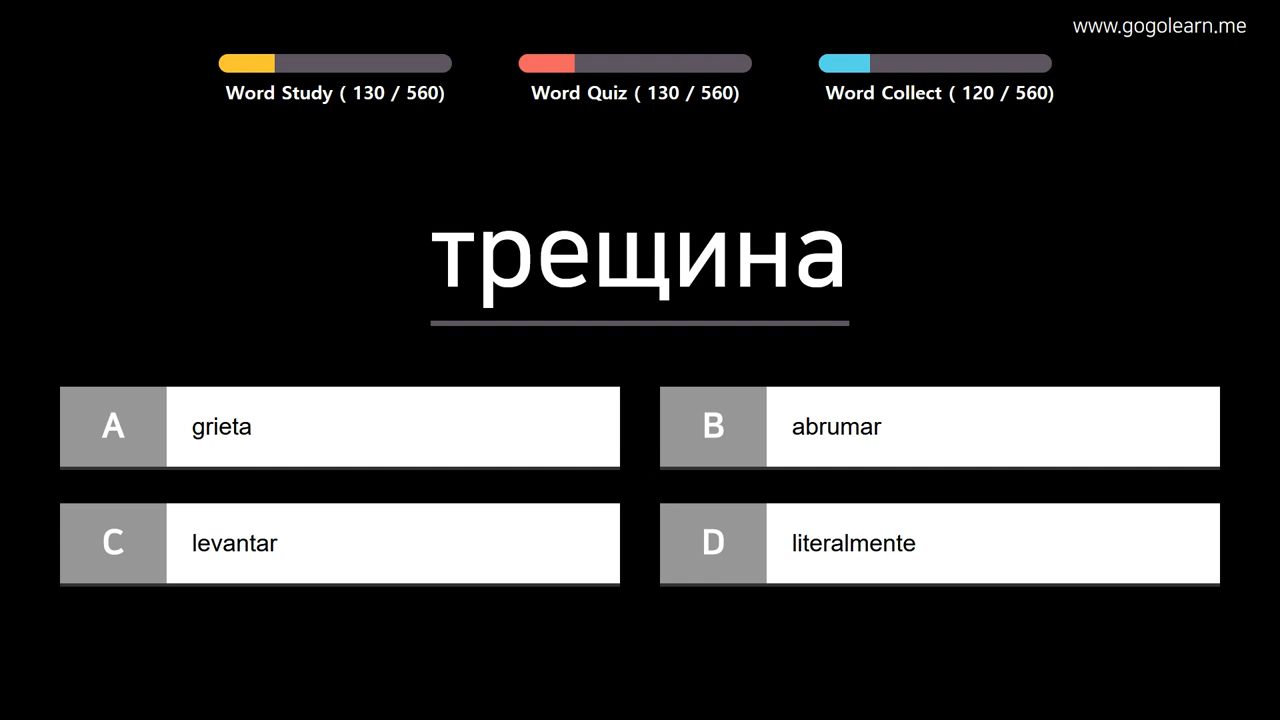 www.gogolearn.me
Word Study ( 130 / 560)
Word Quiz ( 130 / 560)
Word Collect ( 120 / 560)
трещина
A grieta
B abrumar
C levantar
D literalmente